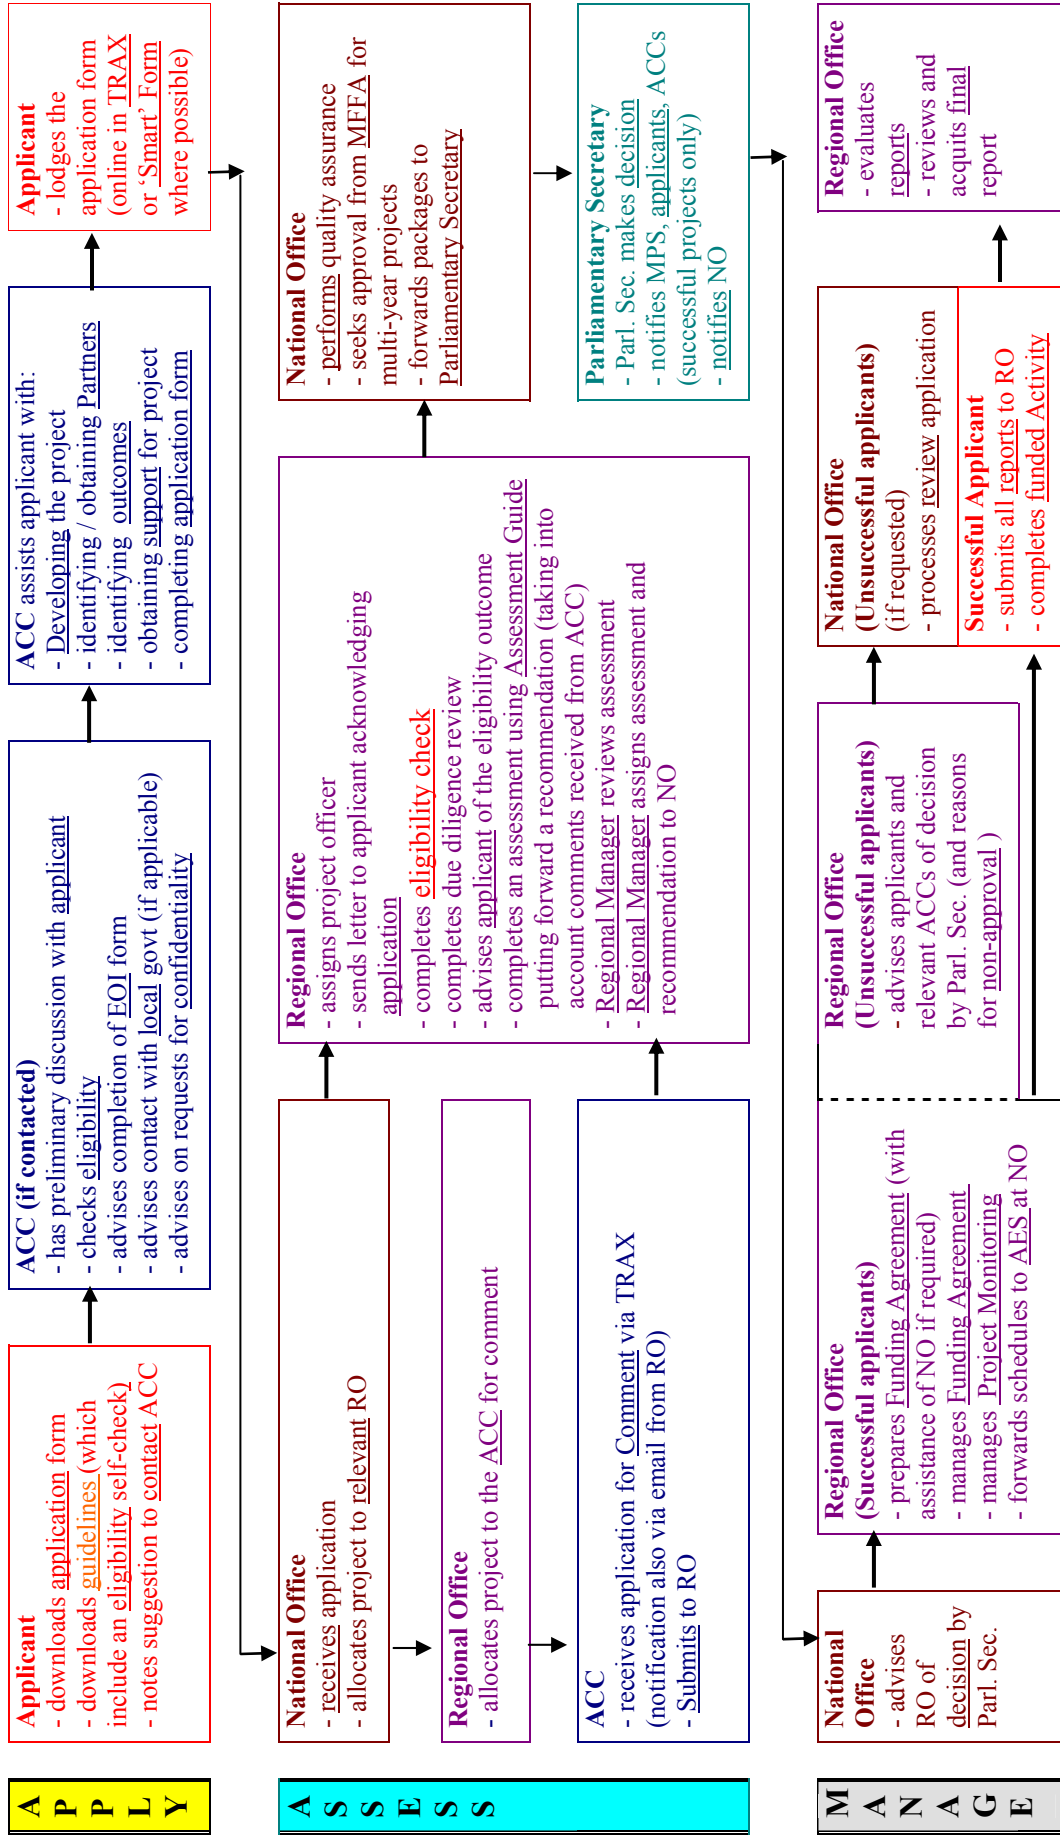 A
P
P
L
Y
Applicant
- downloads application form
- downloads guidelines (which
include an eligibility self-check)
- notes suggestion to contact ACC
ACC (if contacted)
- has preliminary discussion with applicant
- checks eligibility
- advises completion of EOI form
- advises contact with local govt (if applicable)
- advises on requests for confidentiality
ACC assists applicant with:
- Developing the project
- identifying / obtaining Partners
- identifying outcomes
- obtaining support for project
- completing application form
Applicant
- lodges the
application form
(online in TRAX
or ‘Smart’ Form
where possible)
A
S
S
E
S
S
National Office
- receives application
- allocates project to relevant RO
Regional Office
- allocates project to the ACC for comment
ACC
- receives application for Comment via TRAX
(notification also via email from RO)
- Submits to RO
Regional Office
- assigns project officer
- sends letter to applicant acknowledging
application
- completes eligibility check
- completes due diligence review
- advises applicant of the eligibility outcome
- completes an assessment using Assessment Guide
putting forward a recommendation (taking into
account comments received from ACC)
- Regional Manager reviews assessment
- Regional Manager assigns assessment and
recommendation to NO
National Office
- performs quality assurance
- seeks approval from MFFA for
multi-year projects
- forwards packages to
Parliamentary Secretary
Parliamentary Secretary
- Parl. Sec. makes decision
- notifies MPS, applicants, ACCs
(successful projects only)
- notifies NO
M
A
N
A
G
E
National
Office
- advises
RO of
decision by
Parl. Sec.
Regional Office
(Successful applicants)
- prepares Funding Agreement (with
assistance of NO if required)
- manages Funding Agreement
- manages Project Monitoring
- forwards schedules to AES at NO
Regional Office
(Unsuccessful applicants)
- advises applicants and
relevant ACCs of decision
by Parl. Sec. (and reasons
for non-approval )
National Office
(Unsuccessful applicants)
(if requested)
- processes review application
Successful Applicant
- submits all reports to RO
- completes funded Activity
Regional Office
- evaluates
reports
- reviews and
acquits final
report